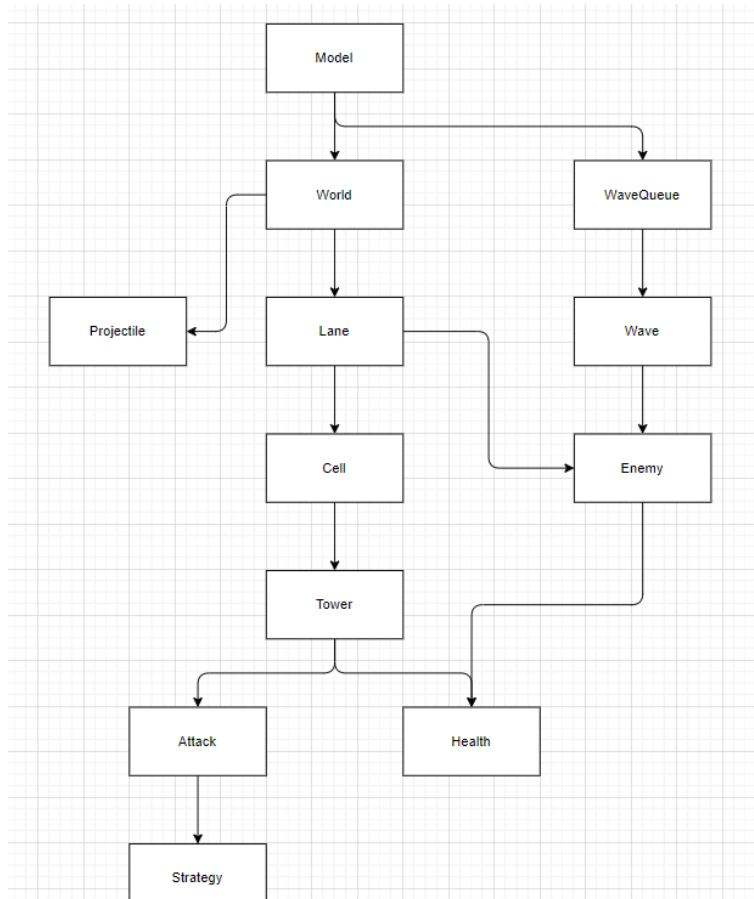 Model
World
WaveQueue
Projectile
Lane
Wave
Cell
Enemy
Tower
Attack
Health
Strategy